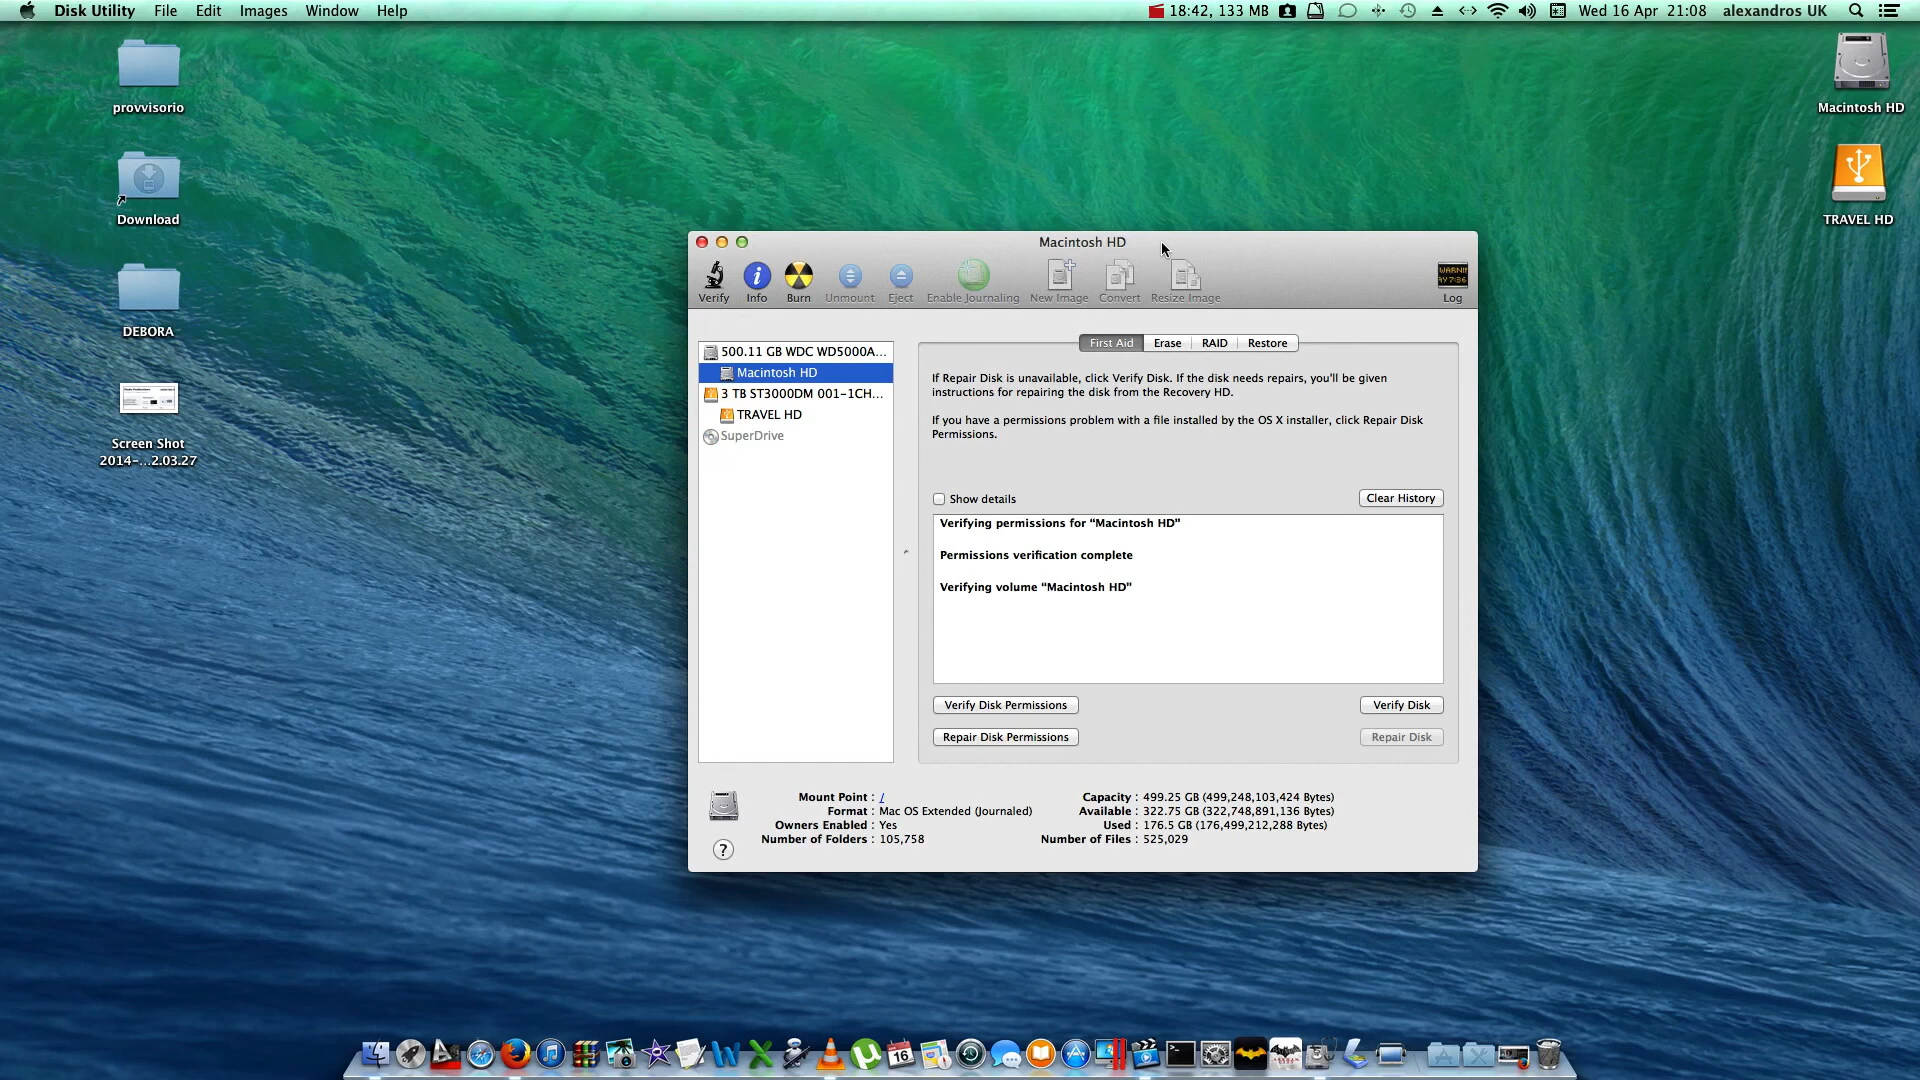 Disk Utility File Edit Images Window Help 18:42, 133 MB Wed 16 Apr 21:08 alexandros UK
provvisorio
Download
DEBORA
Screen Shot
2014-...2.03.27
Macintosh HD
TRAVEL HD
Macintosh HD
Verify Info Burn Unmount Eject Enable Journaling New Image Convert Resize Image Log
500.11 GB WDC WD5000A...
Macintosh HD
3 TB ST3000DM 001-1CH...
TRAVEL HD
SuperDrive
First Aid Erase RAID Restore
If Repair Disk is unavailable, click Verify Disk. If the disk needs repairs, you'll be given
instructions for repairing the disk from the Recovery HD.
If you have a permissions problem with a file installed by the OS X installer, click Repair Disk
Permissions.
Show details Clear History
Verifying permissions for “Macintosh HD”
Permissions verification complete
Verifying volume “Macintosh HD”
Verify Disk Permissions Verify Disk
Repair Disk Permissions Repair Disk
Mount Point : / Capacity : 499.25 GB (499,248,103,424 Bytes)
Format : Mac OS Extended (Journaled) Available : 322.75 GB (322,748,891,136 Bytes)
Owners Enabled : Yes Used : 176.5 GB (176,499,212,288 Bytes)
Number of Folders : 105,758 Number of Files : 525,029
?
16